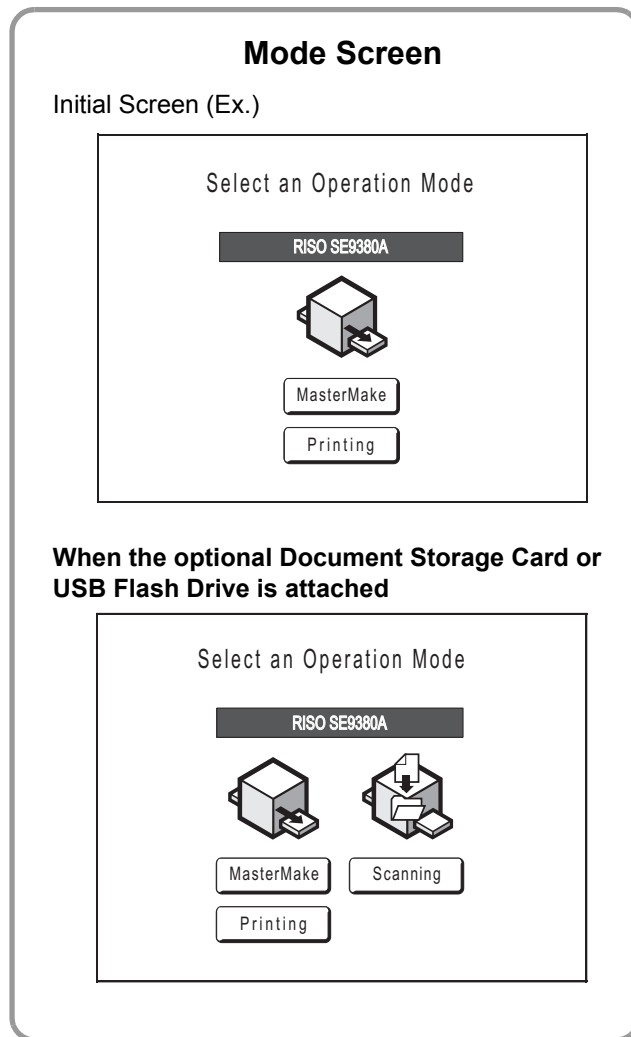 Mode Screen
Initial Screen (Ex.)
Select an Operation Mode
RISO SE9380A
MasterMake
Printing
When the optional Document Storage Card or
USB Flash Drive is attached
Select an Operation Mode
RISO SE9380A
MasterMake Scanning
Printing